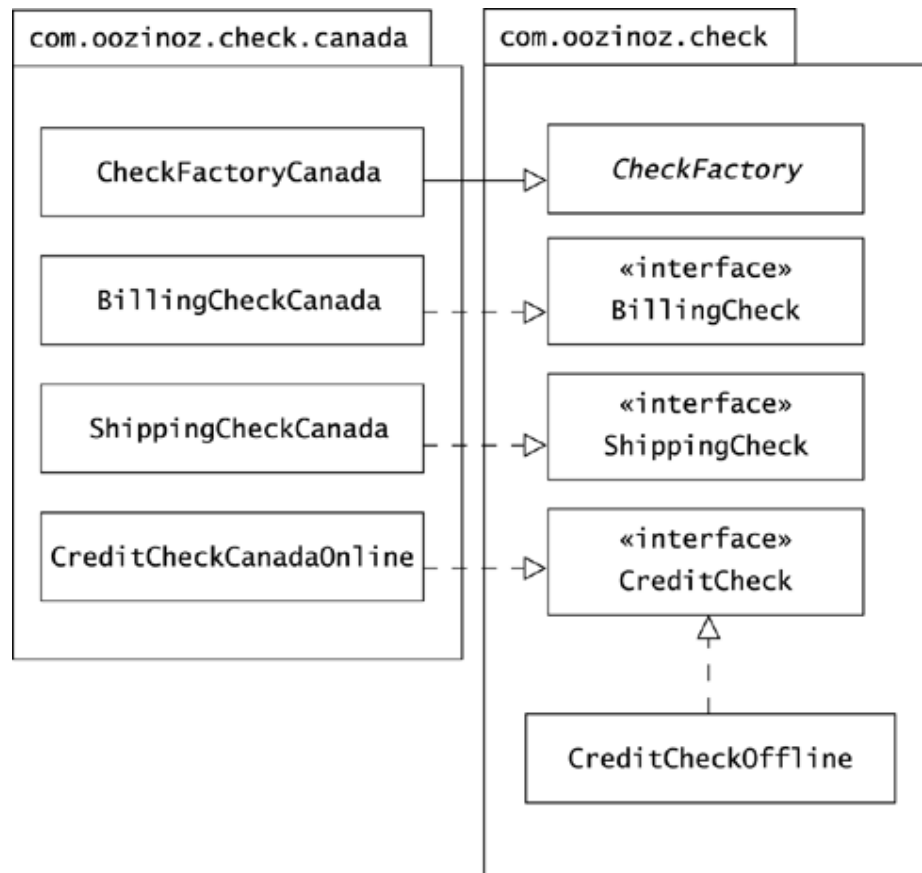 com.oozinoz.check.canada
CheckFactoryCanada
BillingCheckCanada
ShippingCheckCanada
CreditCheckCanadaOnline
com.oozinoz.check
CheckFactory
«interface»
BillingCheck
«interface»
ShippingCheck
«interface»
CreditCheck
CreditCheckOffline